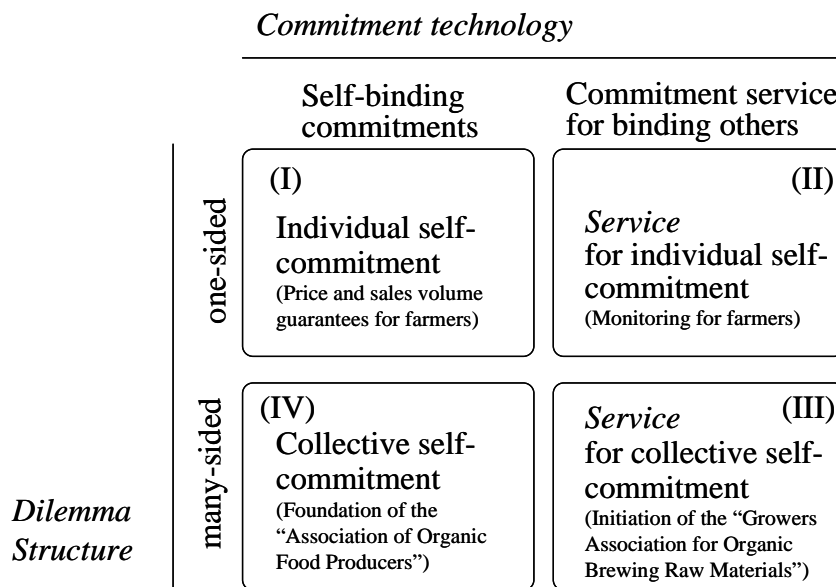 Commitment technology
Self-binding
commitments
Commitment service
for binding others
one-sided
(I)
Individual self-
commitment
(Price and sales volume
guarantees for farmers)
(II)
Service
for individual self-
commitment
(Monitoring for farmers)
many-sided
(IV)
Collective self-
commitment
(Foundation of the
“Association of Organic
Food Producers”)
(III)
Service
for collective self-
commitment
(Initiation of the “Growers
Association for Organic
Brewing Raw Materials”)
Dilemma
Structure